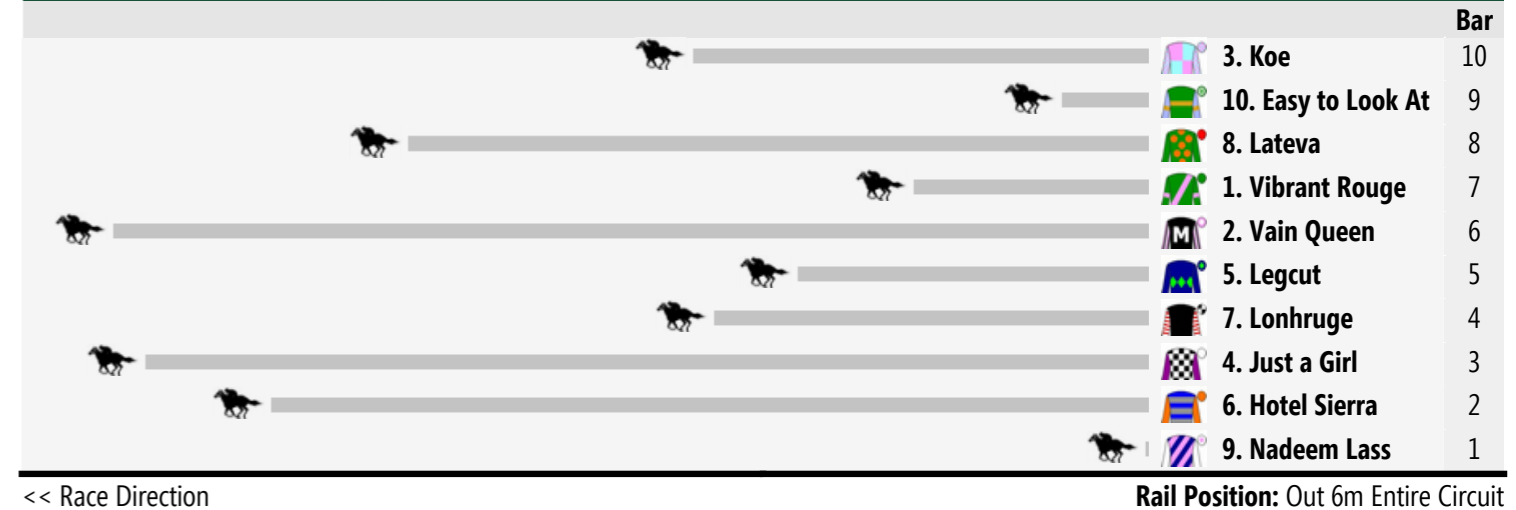 Bar
3. Koe 10
10. Easy to Look At 9
8. Lateva 8
1. Vibrant Rouge 7
M 2. Vain Queen 6
5. Legcut 5
7. Lonhruge 4
4. Just a Girl 3
6. Hotel Sierra 2
9. Nadeem Lass 1
<< Race Direction Rail Position: Out 6m Entire Circuit